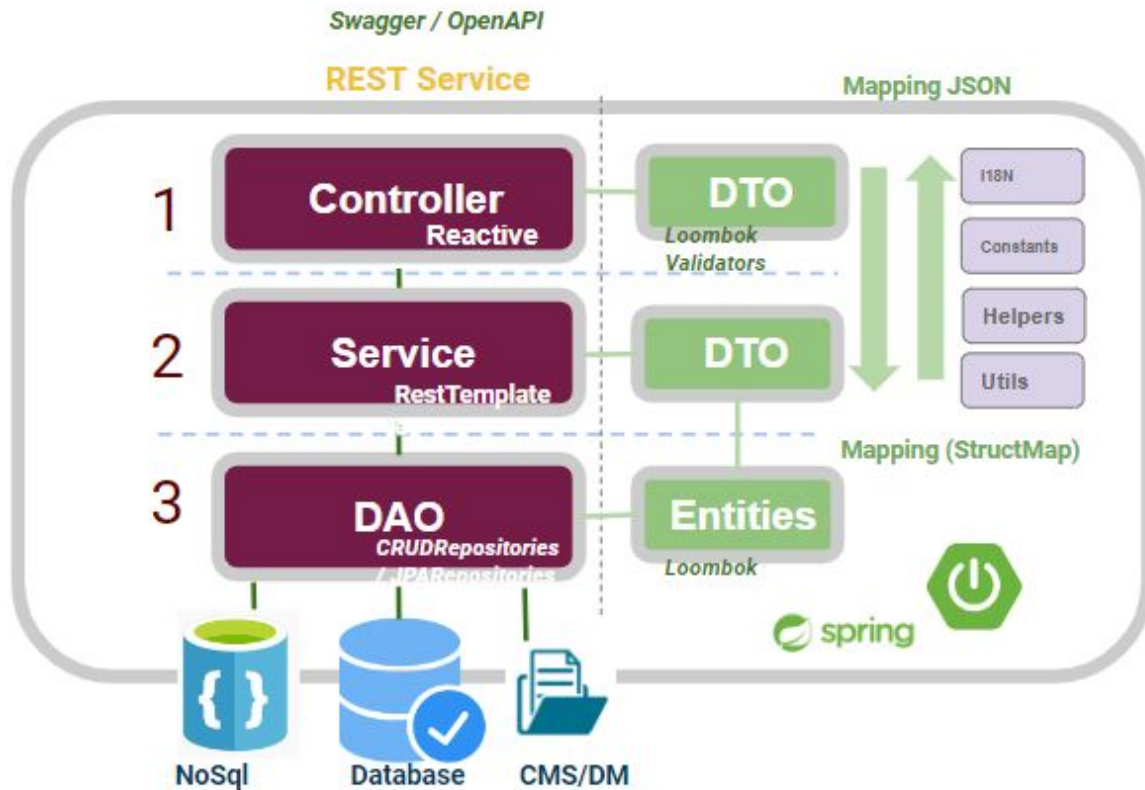 Swagger / OpenAPI
REST Service
Mapping JSON
1
Controller
Reactive
DTO
Loombok
Validators
I18N
Constants
Helpers
Utils
2
Service
RestTemplate
DTO
Mapping (StructMap)
3
DAO
CRUDRepositories
/ JPARepositories
Entities
Loombok
spring
{ }
NoSql
Database
CMS/DM